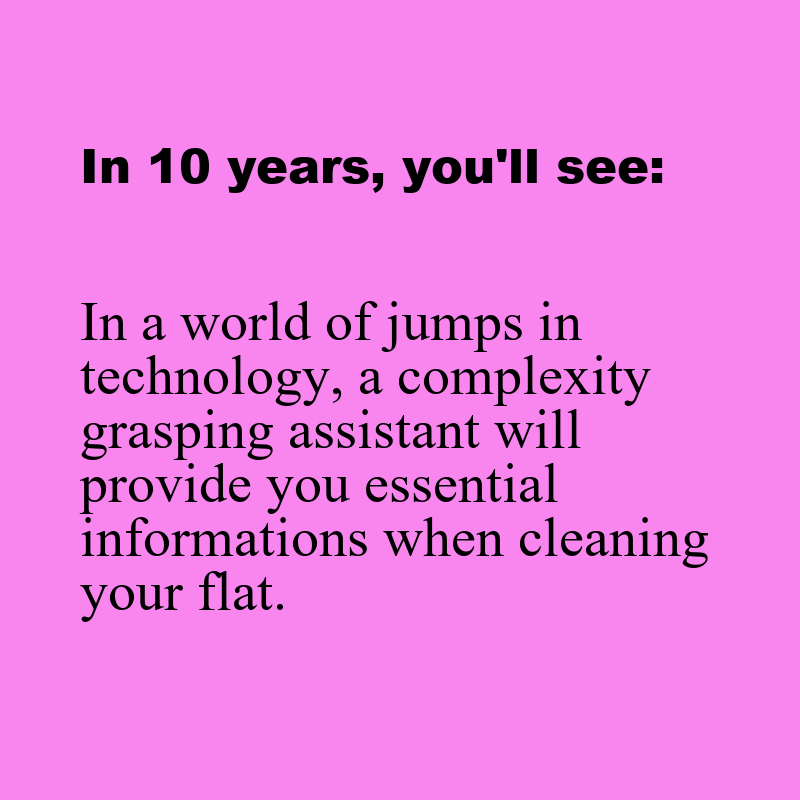 In 10 years, you'll see:
In a world of jumps in
technology, a complexity
grasping assistant will
provide you essential
informations when cleaning
your flat.